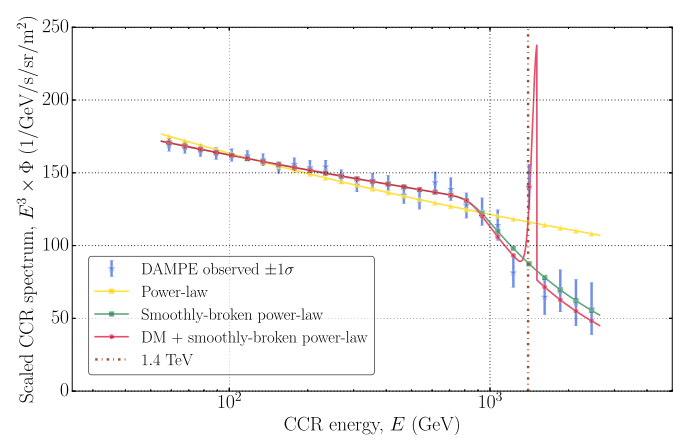 Scaled CCR spectrum, E³ × Φ (1/GeV/s/sr/m²)
250
200
150
100
50
0
DAMPE observed ±1σ
Power-law
Smoothly-broken power-law
DM + smoothly-broken power-law
1.4 TeV
10²
10³
CCR energy, E (GeV)